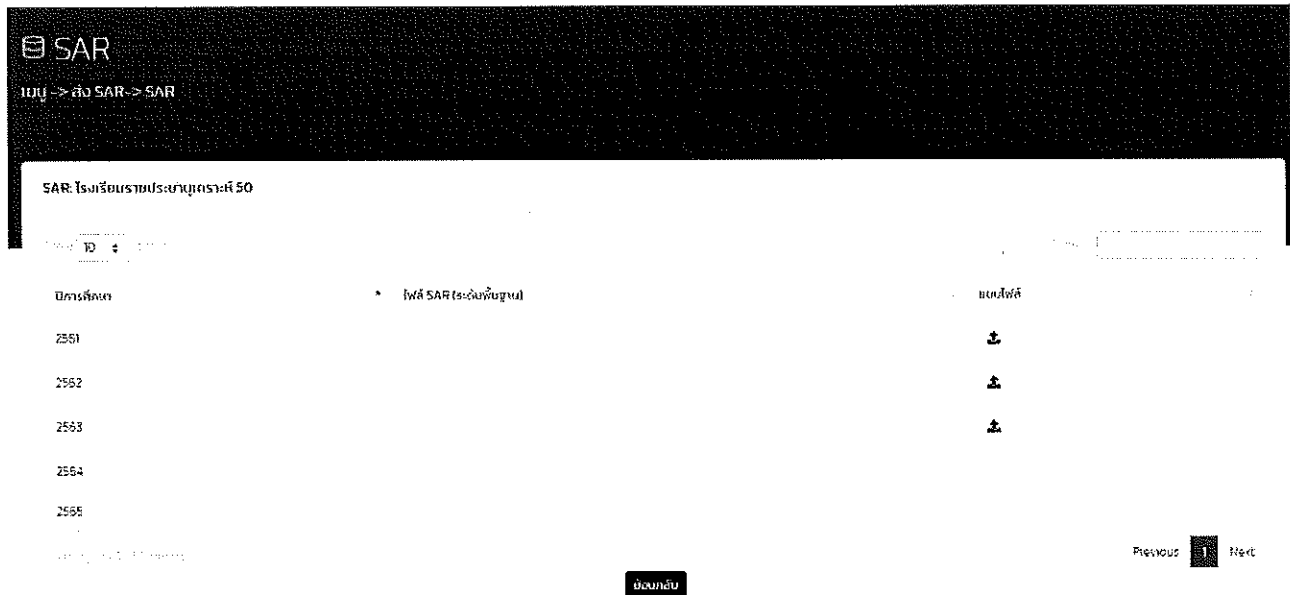 SAR
เมนู -> ส่ง SAR-> SAR
SAR: โรงเรียนราชประชานุเคราะห์ 50
10
ปีการศึกษา ไฟล์ SAR (ระดับพื้นฐาน) แนบไฟล์
2561
2562
2563
2564
2565
Previous 1 Next
ย้อนกลับ